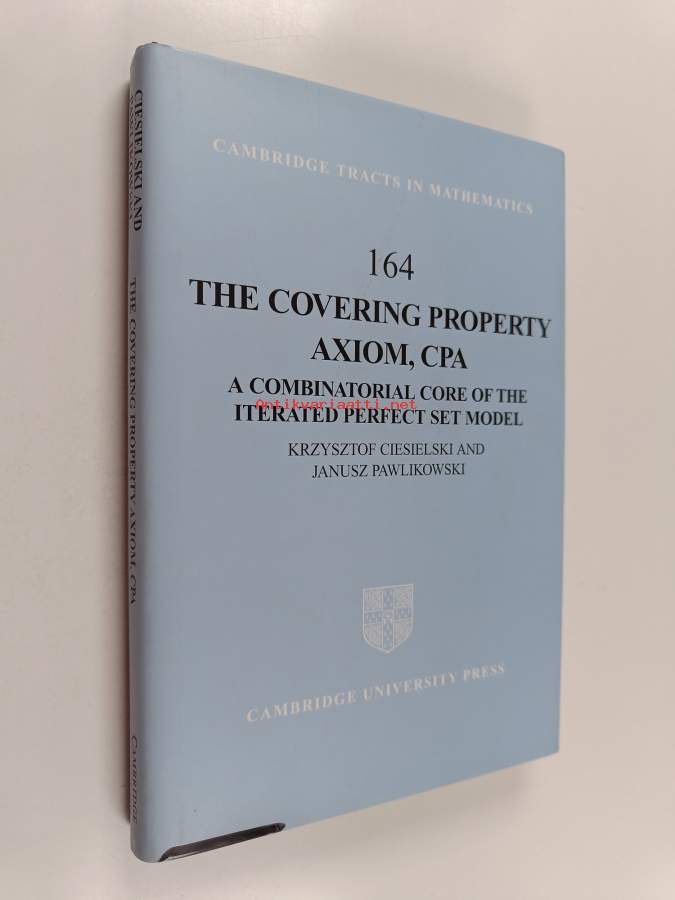 CAMBRIDGE TRACTS IN MATHEMATICS
164
THE COVERING PROPERTY
AXIOM, CPA
A COMBINATORIAL CORE OF THE
Antikvariaatti.net
ITERATED PERFECT SET MODEL
KRZYSZTOF CIESIELSKI AND
JANUSZ PAWLIKOWSKI
CAMBRIDGE UNIVERSITY PRESS
CIESIELSKI AND
PAWLIKOWSKI
THE COVERING PROPERTY AXIOM, CPA
CAMBRIDGE